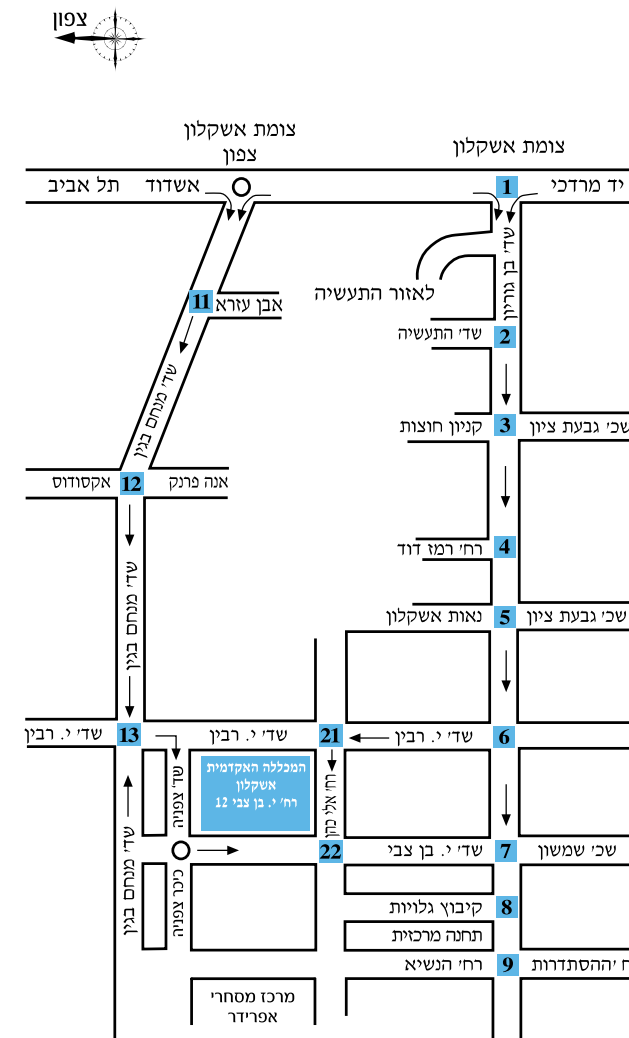 צפון
צומת אשקלון
צפון
צומת אשקלון
תל אביב
אשדוד
1
יד מרדכי
שד׳ בן גוריון
לאזור התעשיה
11
אבן עזרא
2
שד׳ התעשיה
שד׳ מנחם בגין
3
קניון חוצות
שכ׳ גבעת ציון
אקסודוס
12
אנה פרנק
4
רח׳ רמז דוד
שד׳ מנחם בגין
5
נאות אשקלון
שכ׳ גבעת ציון
שד׳ י. רבין
13
שד׳ י. רבין
21
שד׳ י. רבין
6
המכללה האקדמית
אשקלון
רח׳ י. בן צבי 12
שד׳ צפניה
רח׳ אלי כהן
שד׳ מנחם בגין
22
שד׳ י. בן צבי
7
שכ׳ שמשון
כיכר צפניה
קיבוץ גלויות
8
תחנה מרכזית
רח׳ הנשיא
9
ח ׳ההסתדרות
מרכז מסחרי
אפרידר